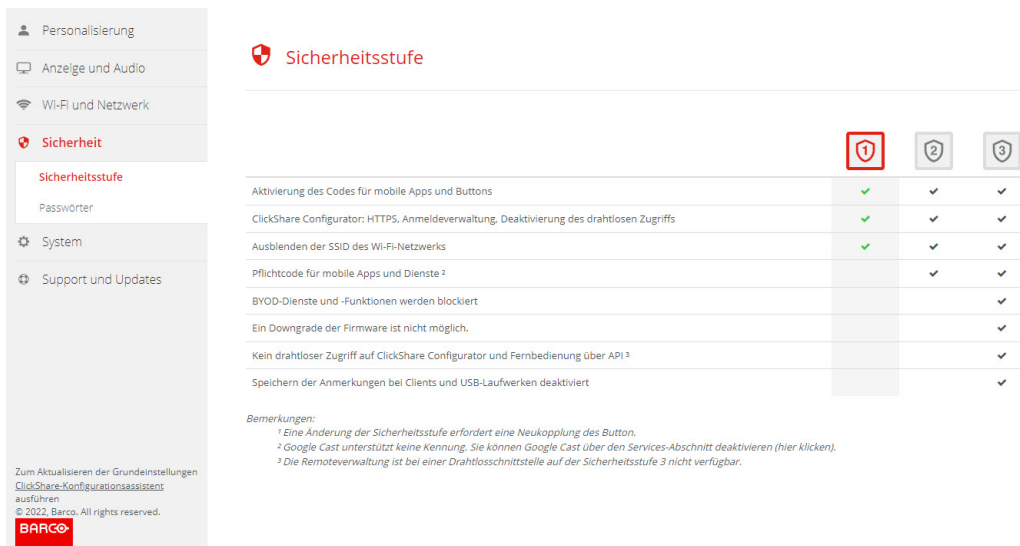 Personalisierung
Anzeige und Audio
Wi-Fi und Netzwerk
Sicherheit
Sicherheitsstufe
Passwörter
System
Support und Updates
Zum Aktualisieren der Grundeinstellungen
ClickShare-Konfigurationsassistent
ausführen
© 2022, Barco. All rights reserved.
BARCO
Sicherheitsstufe
1 2 3
Aktivierung des Codes für mobile Apps und Buttons
ClickShare Configurator: HTTPS, Anmeldeverwaltung, Deaktivierung des drahtlosen Zugriffs
Ausblenden der SSID des Wi-Fi-Netzwerks
Pflichtcode für mobile Apps und Dienste ²
BYOD-Dienste und -Funktionen werden blockiert
Ein Downgrade der Firmware ist nicht möglich.
Kein drahtloser Zugriff auf ClickShare Configurator und Fernbedienung über API ³
Speichern der Anmerkungen bei Clients und USB-Laufwerken deaktiviert
Bemerkungen:
¹ Eine Änderung der Sicherheitsstufe erfordert eine Neukopplung des Button.
² Google Cast unterstützt keine Kennung. Sie können Google Cast über den Services-Abschnitt deaktivieren (hier klicken).
³ Die Remoteverwaltung ist bei einer Drahtlosschnittstelle auf der Sicherheitsstufe 3 nicht verfügbar.